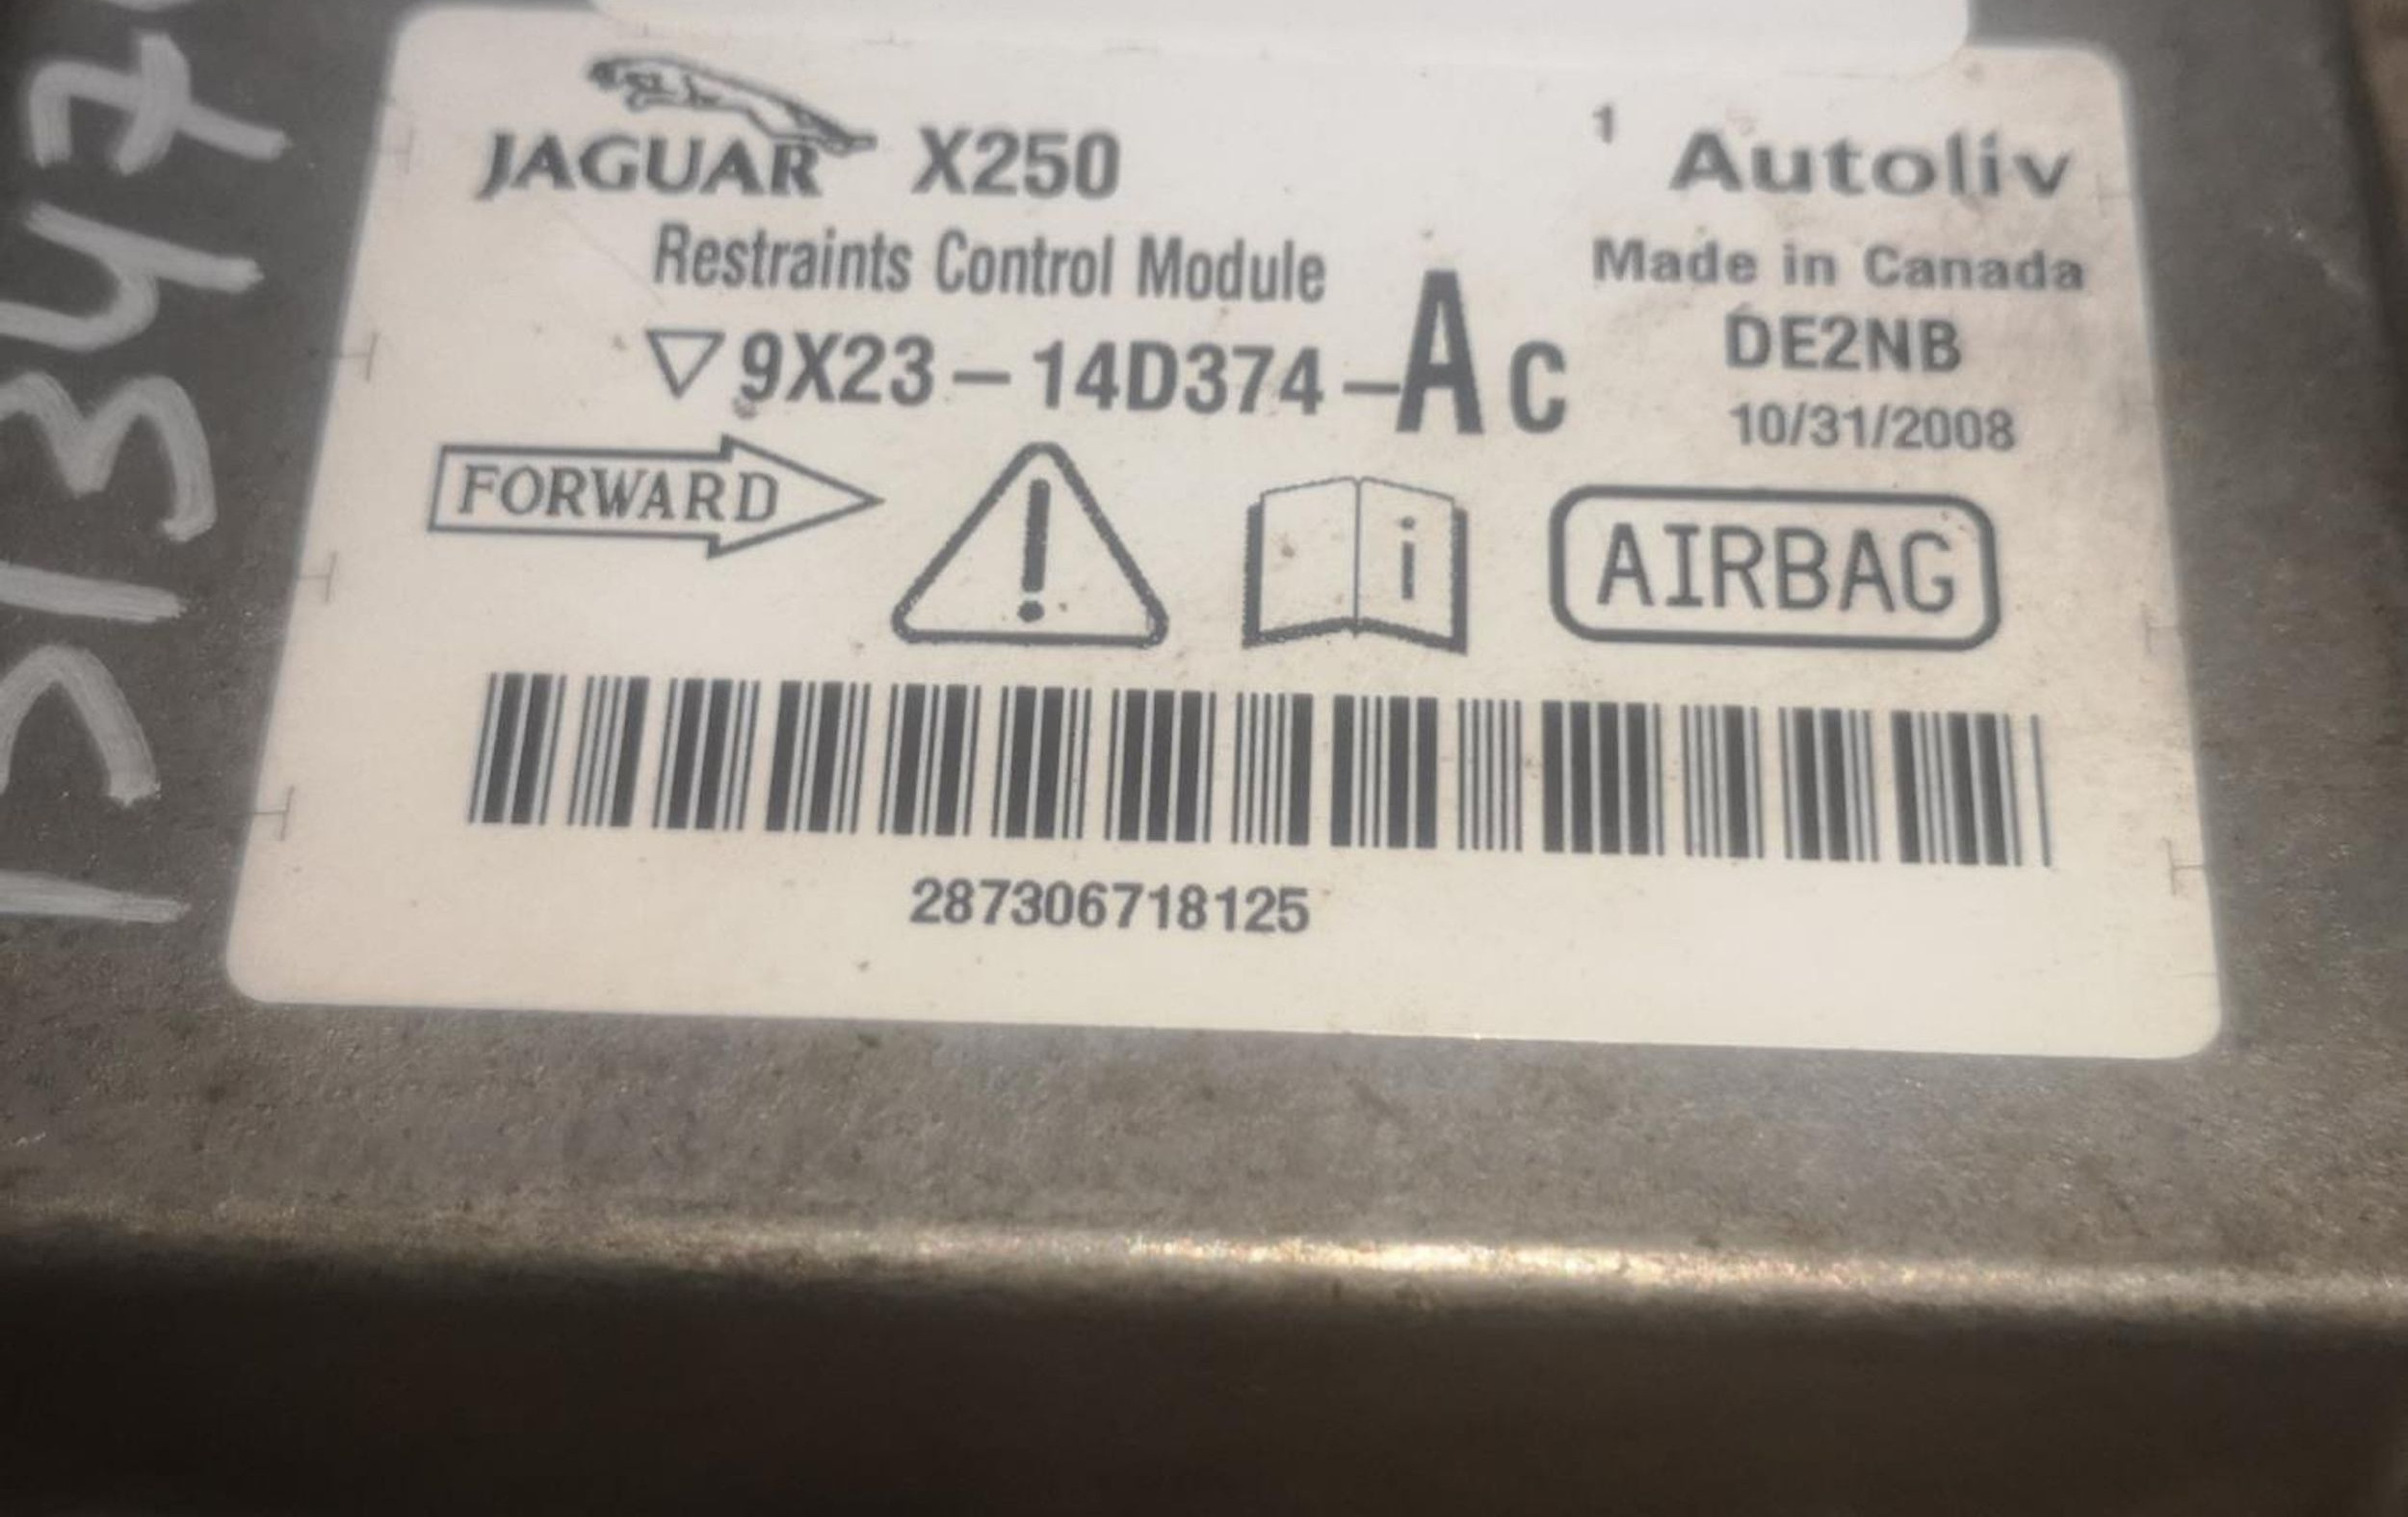 JAGUAR X250
Restraints Control Module
9X23-14D374-AC
1 Autoliv
Made in Canada
DE2NB
10/31/2008
FORWARD
!
i
AIRBAG
287306718125